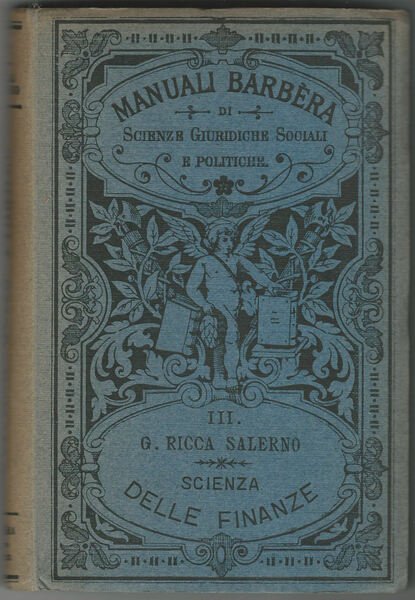 MANUALI BARBÈRA
DI
SCIENZE GIURIDICHE SOCIALI
E POLITICHE.
III.
G. RICCA SALERNO
SCIENZA
DELLE FINANZE